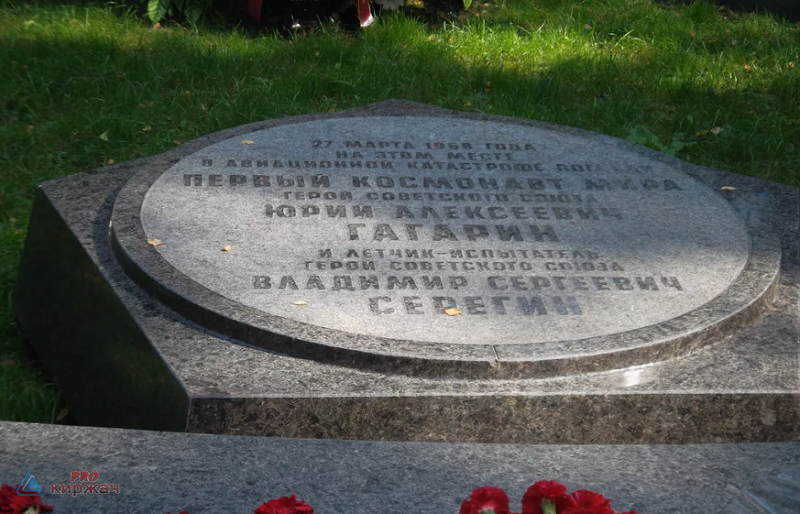 27 МАРТА 1968 ГОДА
НА ЭТОМ МЕСТЕ
В АВИАЦИОННОЙ КАТАСТРОФЕ
ПЕРВЫЙ КОСМОНАВТ МИРА
ГЕРОЙ СОВЕТСКОГО СОЮЗА
ЮРИЙ АЛЕКСЕЕВИЧ
ГАГАРИН
И ЛЕТЧИК-ИСПЫТАТЕЛЬ
ГЕРОЙ СОВЕТСКОГО СОЮЗА
ВЛАДИМИР СЕРГЕЕВИЧ
СЕРЕГИН
PRO
киржач